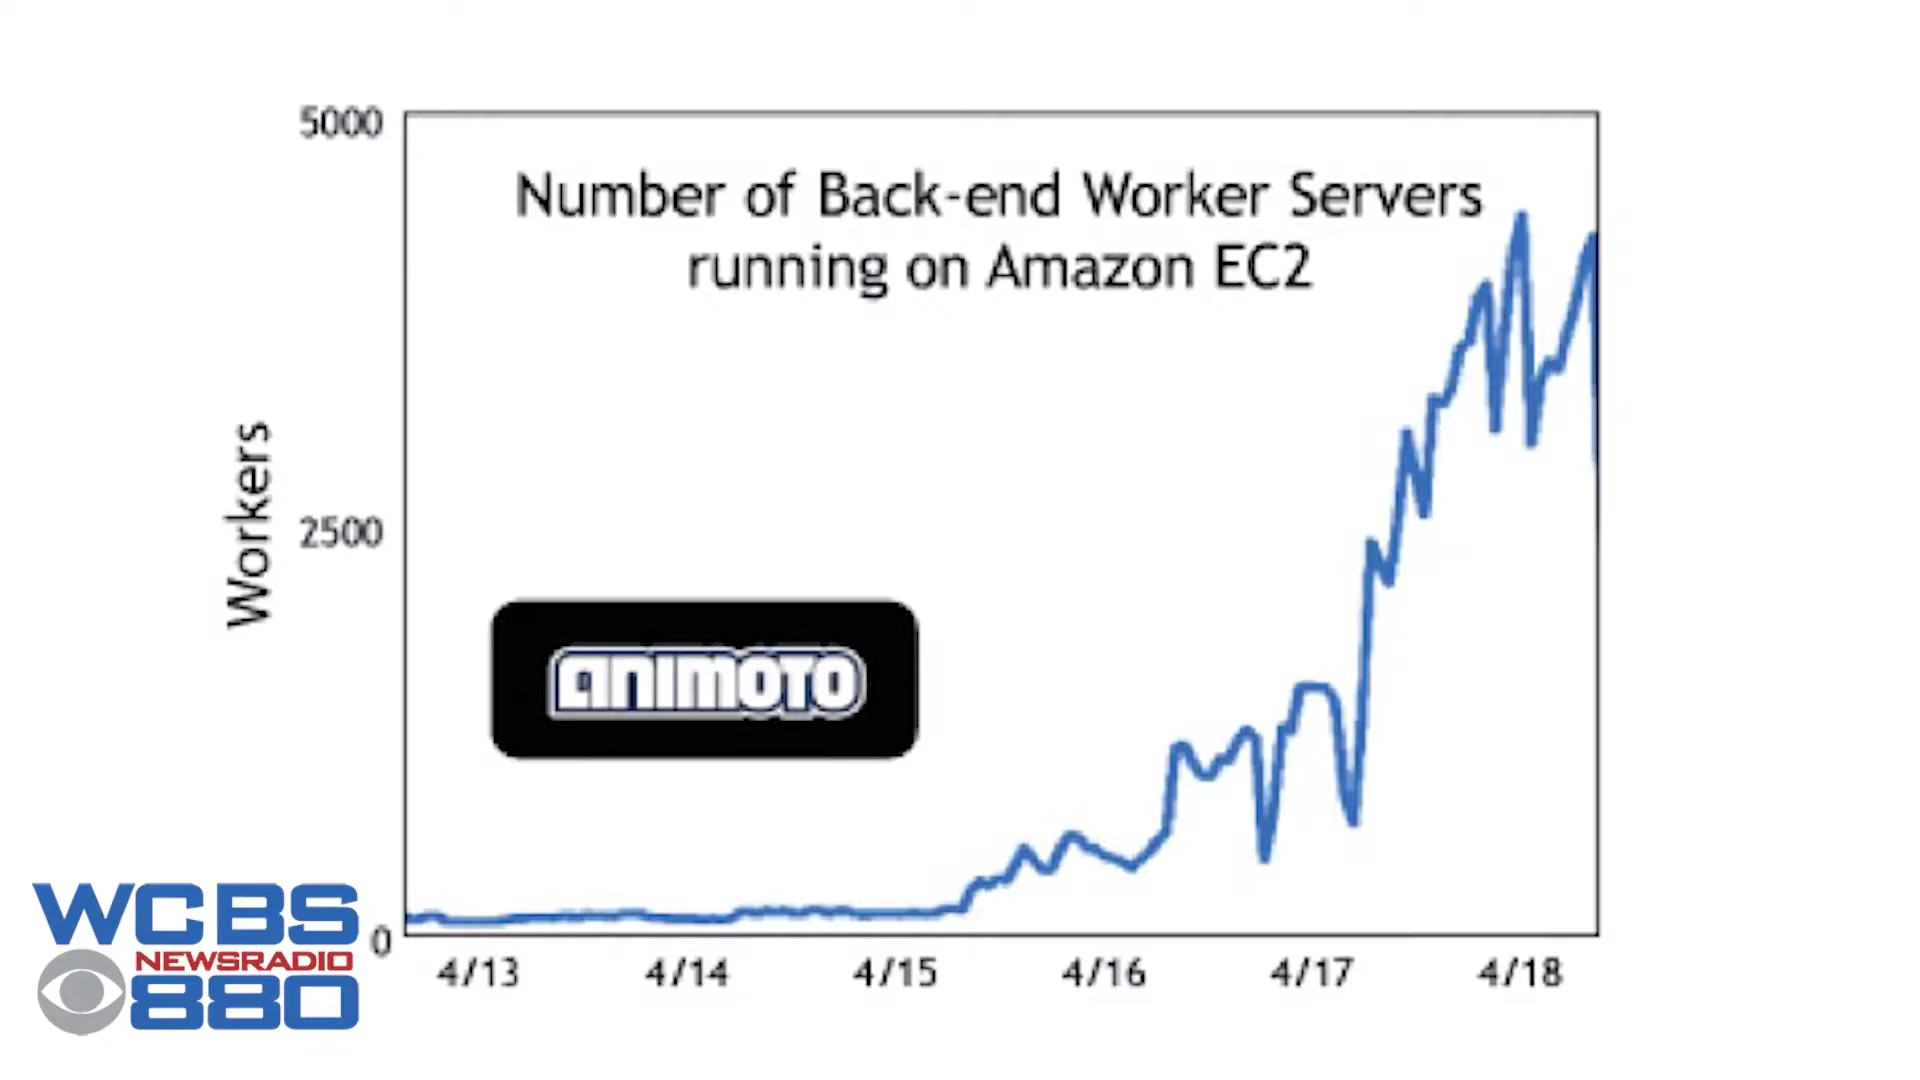 5000
Number of Back-end Worker Servers
running on Amazon EC2
Workers
2500
ANIMOTO
0
4/13 4/14 4/15 4/16 4/17 4/18
WCBS
NEWSRADIO
880